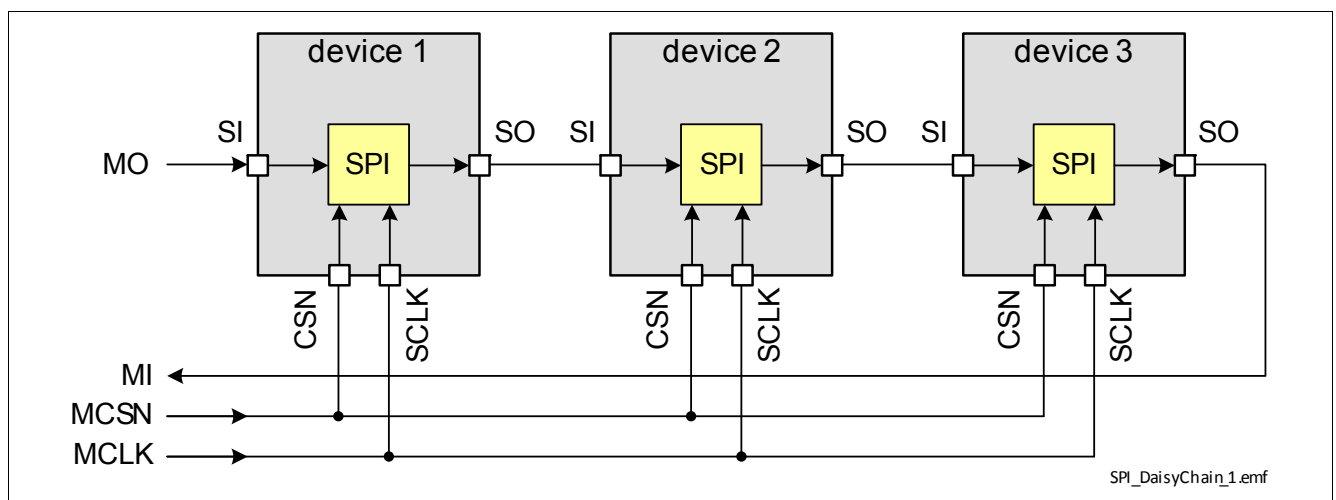 device 1
device 2
device 3
SI
SO
SI
SO
SI
SO
MO
SPI
SPI
SPI
CSN
SCLK
CSN
SCLK
CSN
SCLK
MI
MCSN
MCLK
SPI_DaisyChain_1.emf